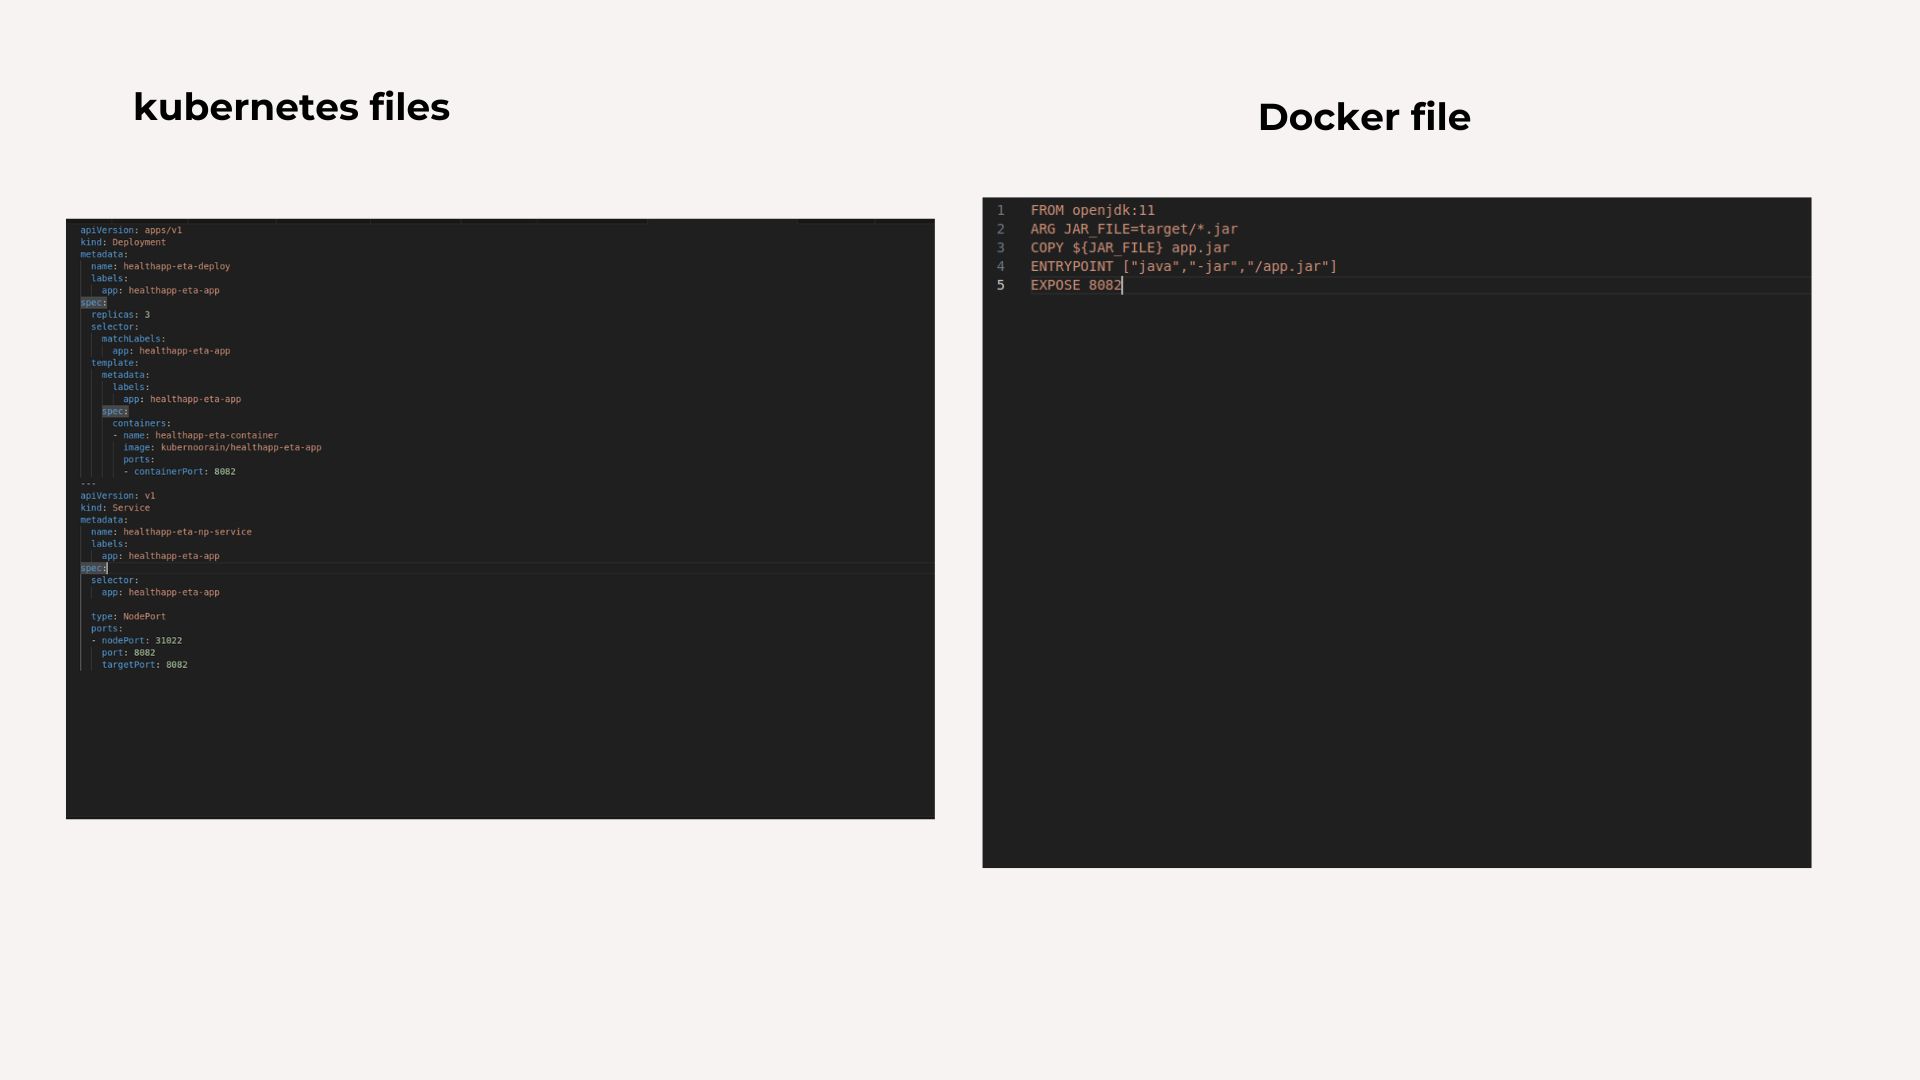 kubernetes files
apiVersion: apps/v1
kind: Deployment
metadata:
  name: healthapp-eta-deploy
  labels:
    app: healthapp-eta-app
spec:
  replicas: 3
  selector:
    matchLabels:
      app: healthapp-eta-app
  template:
    metadata:
      labels:
        app: healthapp-eta-app
    spec:
      containers:
      - name: healthapp-eta-container
        image: kubernoorain/healthapp-eta-app
        ports:
        - containerPort: 8082
---
apiVersion: v1
kind: Service
metadata:
  name: healthapp-eta-np-service
  labels:
    app: healthapp-eta-app
spec:
  selector:
    app: healthapp-eta-app
  type: NodePort
  ports:
  - nodePort: 31022
    port: 8082
    targetPort: 8082
Docker file
1 FROM openjdk:11
2 ARG JAR_FILE=target/*.jar
3 COPY ${JAR_FILE} app.jar
4 ENTRYPOINT ["java","-jar","/app.jar"]
5 EXPOSE 8082